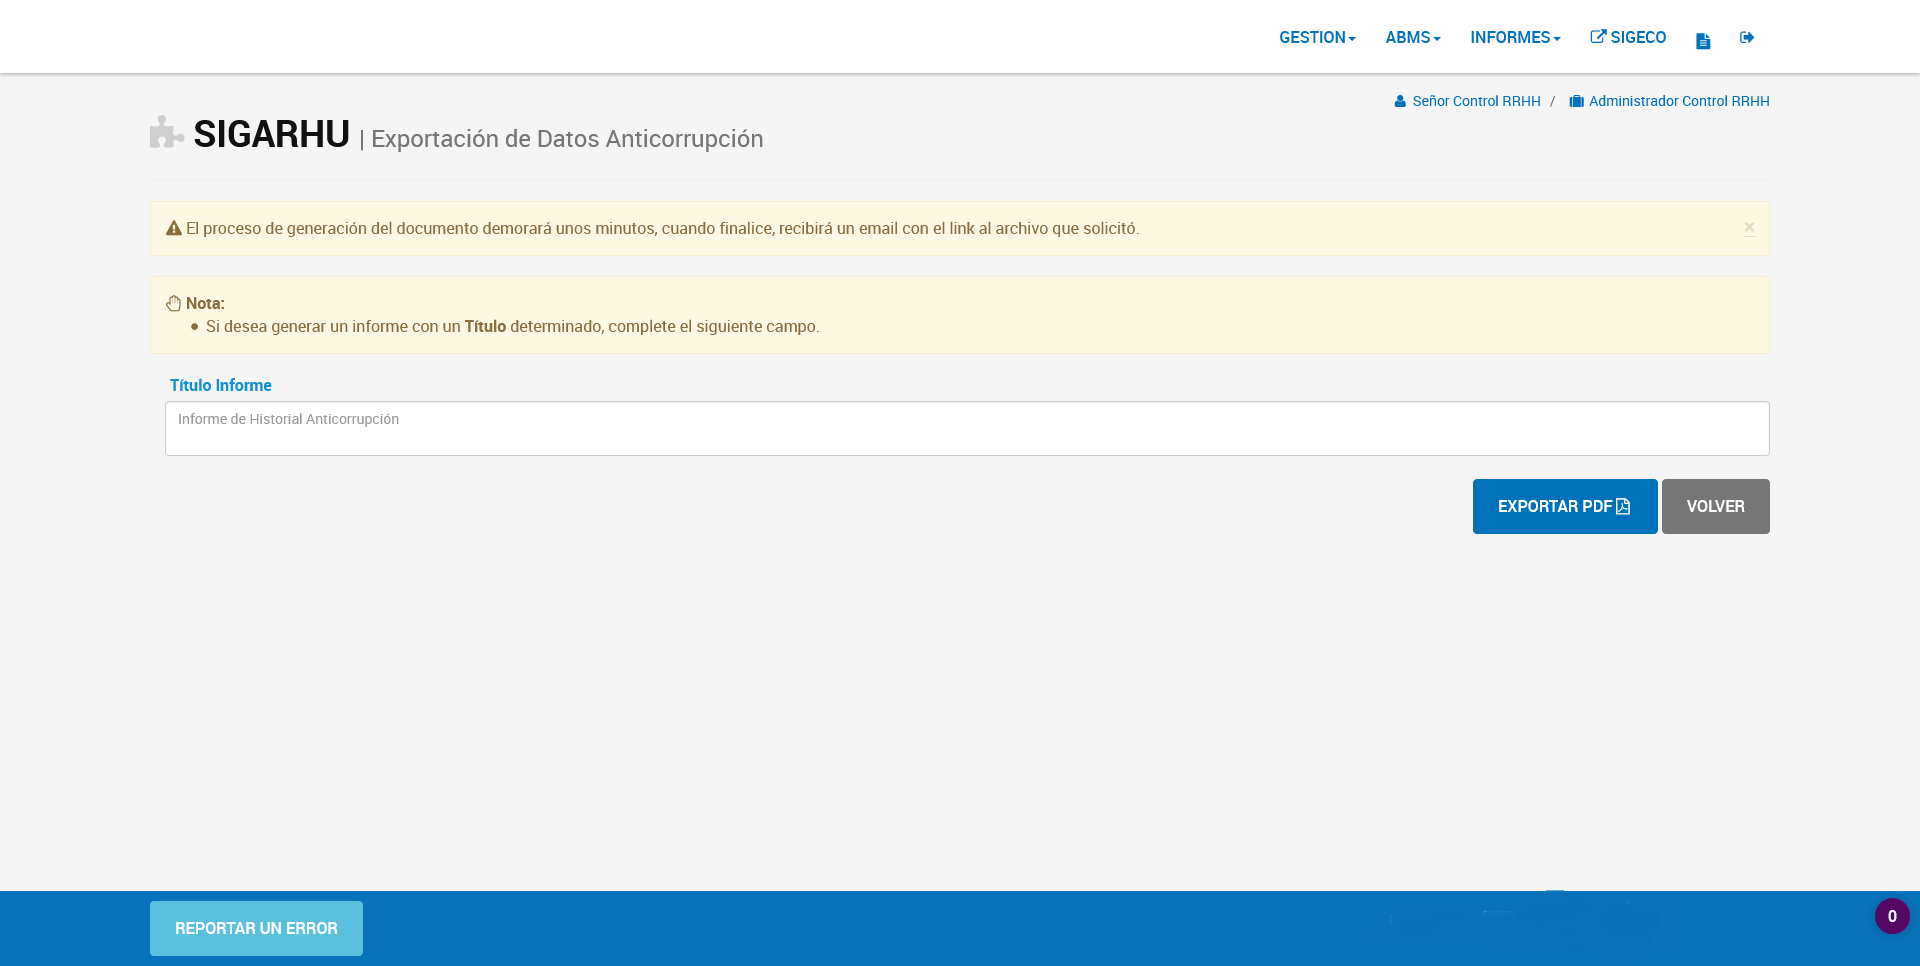 GESTION ABMS INFORMES SIGECO
Señor Control RRHH / Administrador Control RRHH
SIGARHU | Exportación de Datos Anticorrupción
El proceso de generación del documento demorará unos minutos, cuando finalice, recibirá un email con el link al archivo que solicitó. ×
Nota:
• Si desea generar un informe con un Título determinado, complete el siguiente campo.
Título Informe
Informe de Historial Anticorrupción
EXPORTAR PDF VOLVER
REPORTAR UN ERROR
0